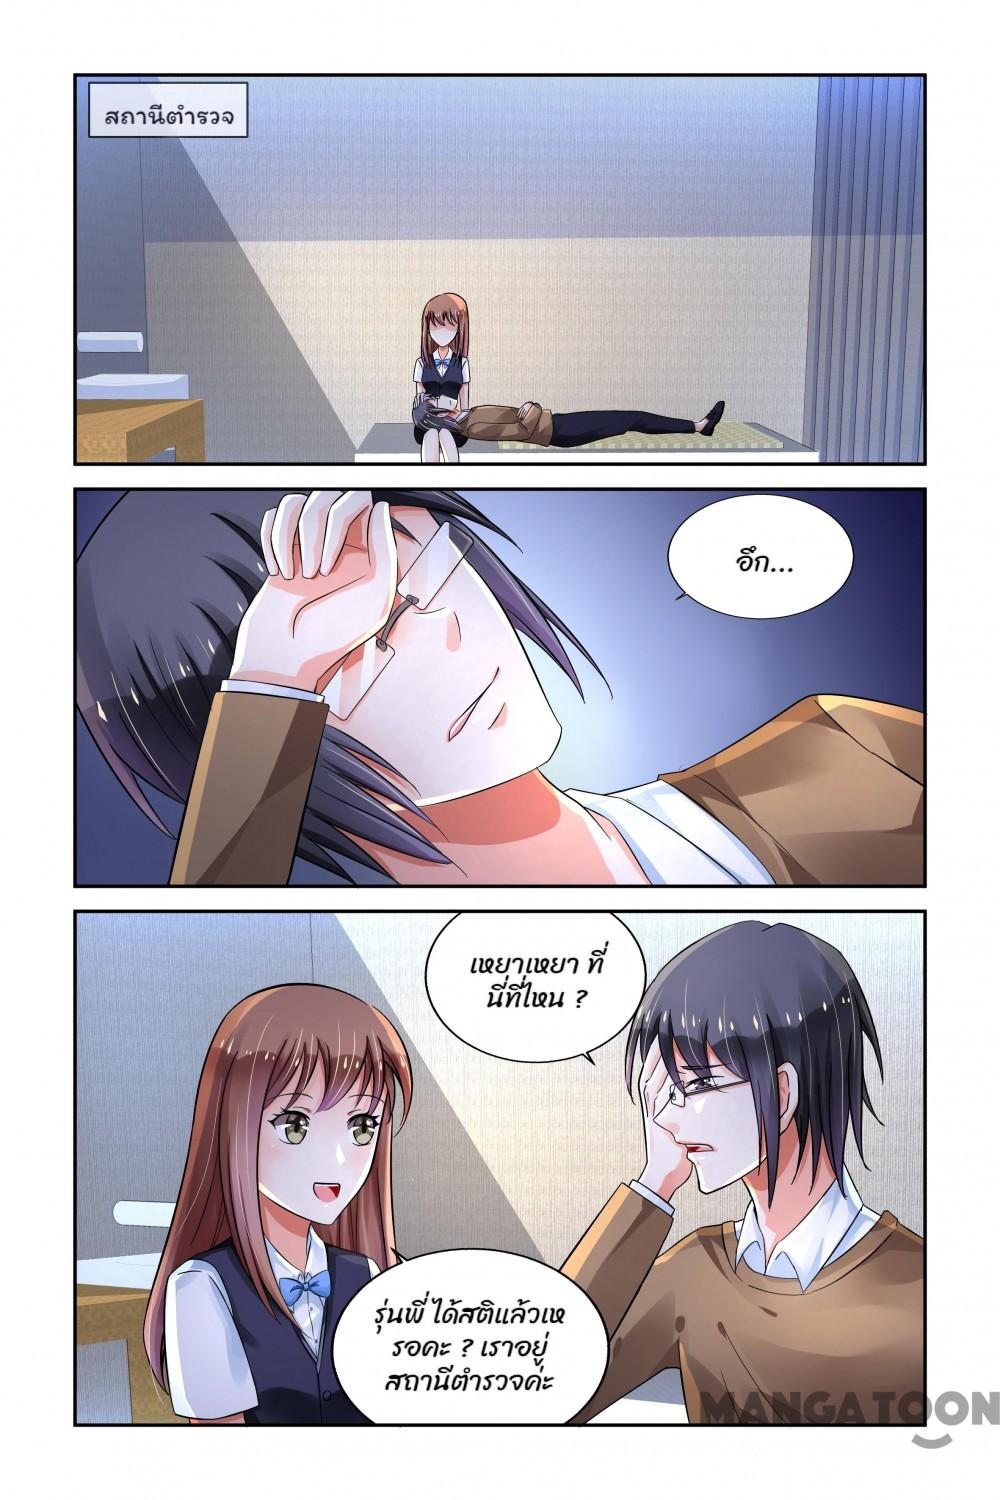 สถานีตำรวจ
อึก...
เหยาเหยา ที่
นี่ที่ไหน ?
รุ่นพี่ ได้สติแล้วเห
รอคะ ? เราอยู่
สถานีตำรวจค่ะ
MANGATOON